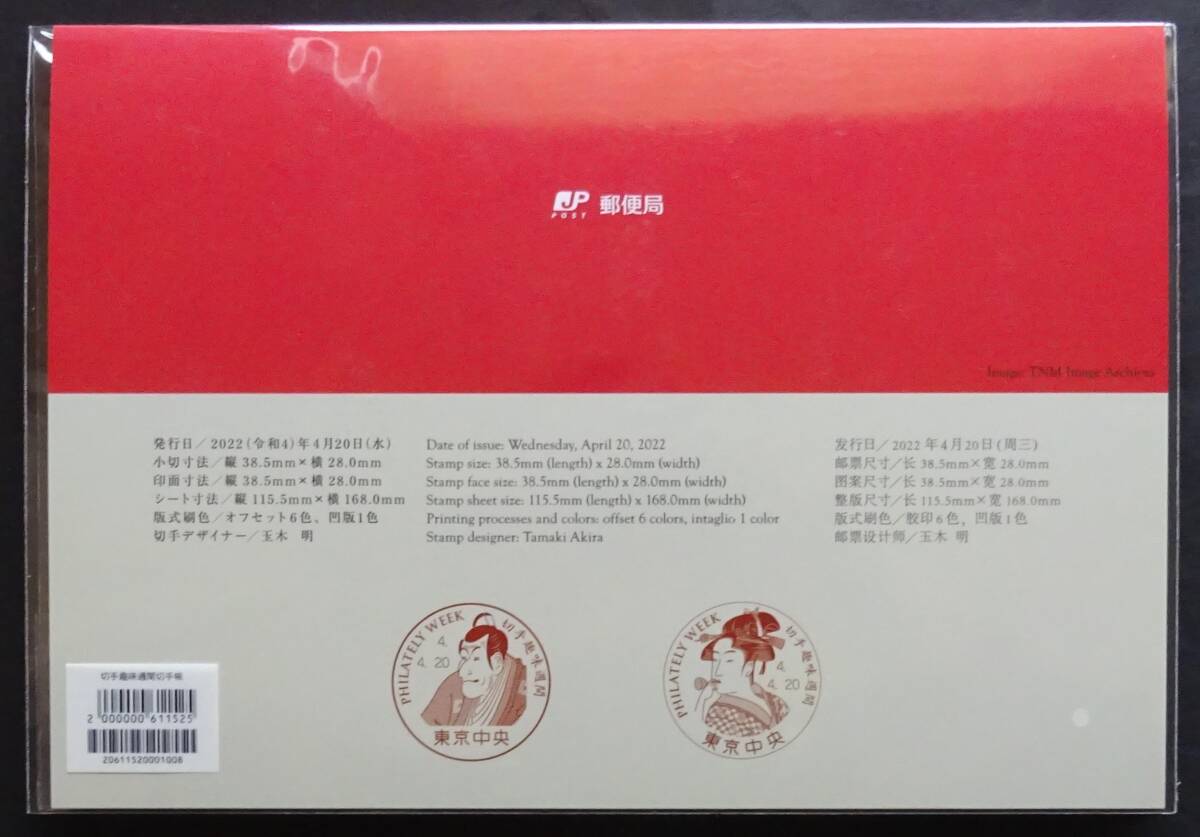 JP POST 郵便局
Image: TNM Image Archives
発行日／2022(令和4)年4月20日(水)
小切寸法／縦 38.5mm×横 28.0mm
印面寸法／縦 38.5mm×横 28.0mm
シート寸法／縦 115.5mm×横 168.0mm
版式刷色／オフセット6色、凹版1色
切手デザイナー／玉木 明
Date of issue: Wednesday, April 20, 2022
Stamp size: 38.5mm (length) x 28.0mm (width)
Stamp face size: 38.5mm (length) x 28.0mm (width)
Stamp sheet size: 115.5mm (length) x 168.0mm (width)
Printing processes and colors: offset 6 colors, intaglio 1 color
Stamp designer: Tamaki Akira
发行日／2022 年4月20日(周三)
邮票尺寸／长 38.5mm×宽 28.0mm
图案尺寸／长 38.5mm×宽 28.0mm
整版尺寸／长 115.5mm×宽 168.0mm
版式刷色／胶印6色，凹版1色
邮票设计师／玉木 明
PHILATELY WEEK 切手趣味週間
4.
4. 20
東京中央
PHILATELY WEEK 切手趣味週間
4.
4. 20
東京中央
切手趣味週間切手帳
2 000000 611525
20611520001008